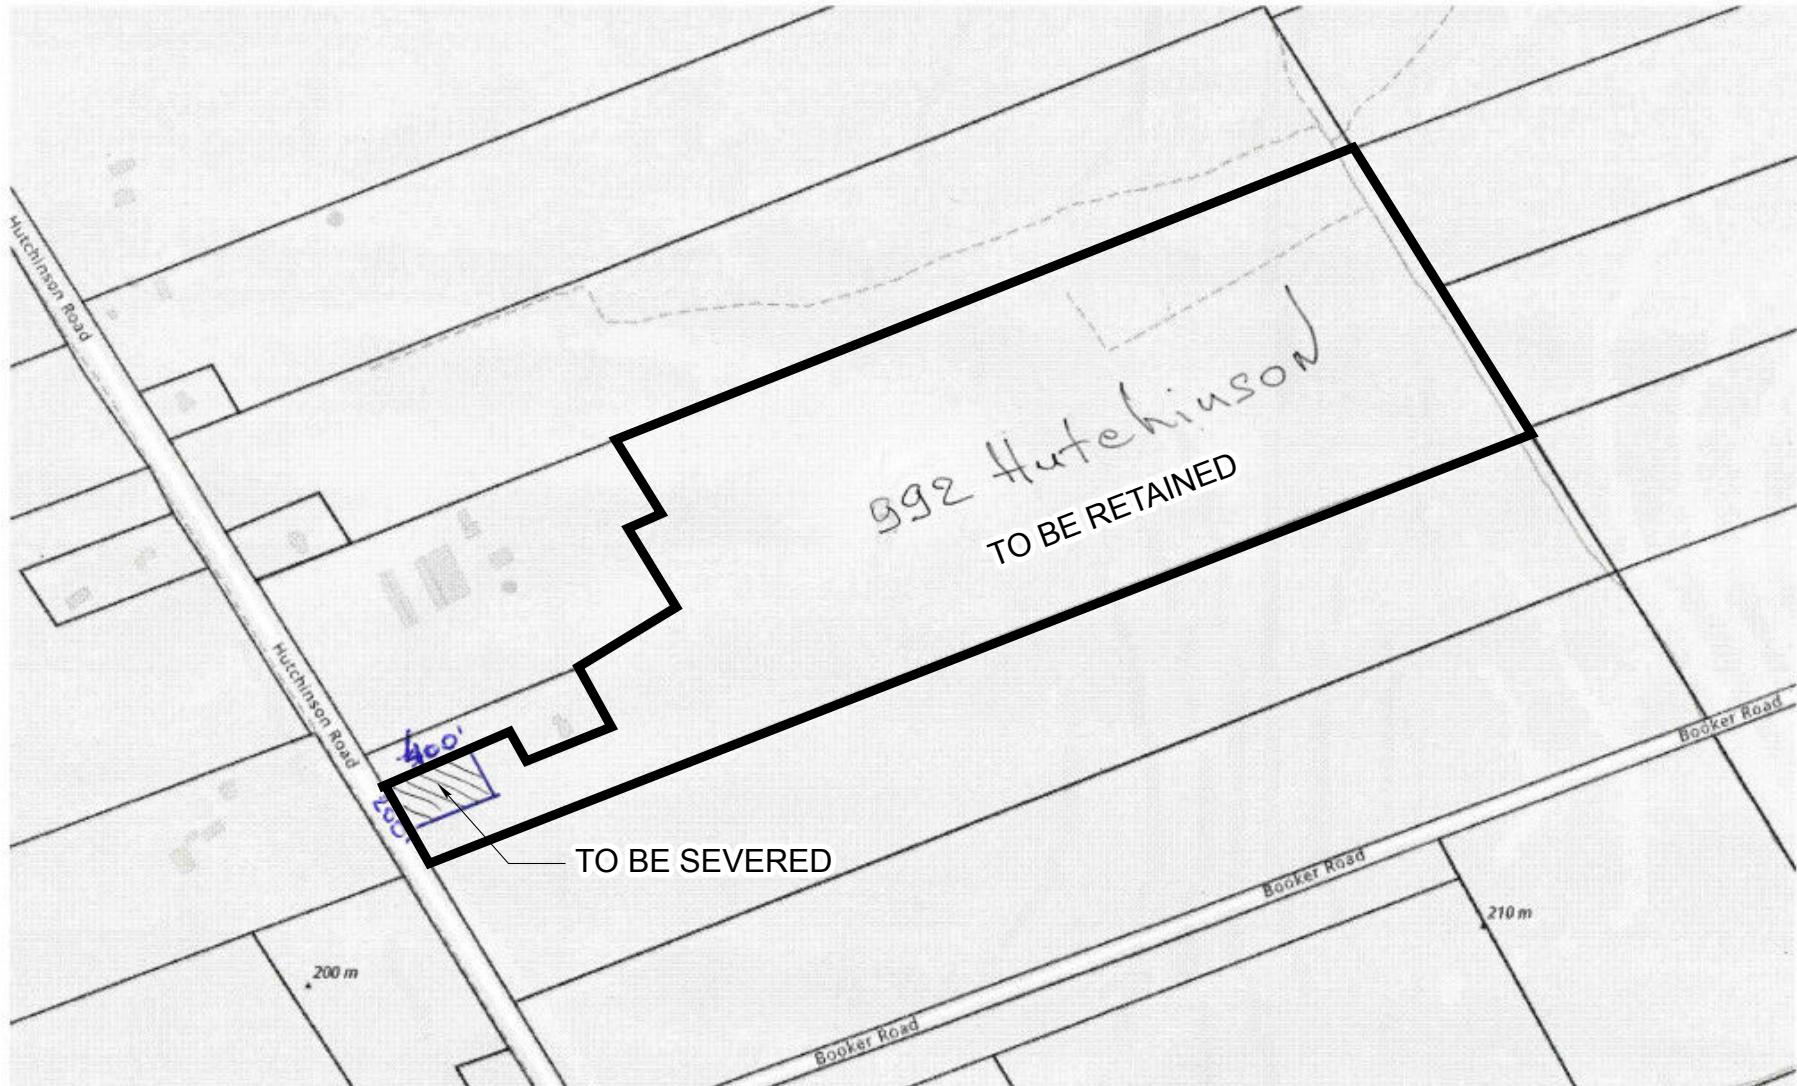 Hutchinson Road
992 Hutchinson
TO BE RETAINED
Hutchinson Road
400'
200'
TO BE SEVERED
Booker Road
Booker Road
210 m
200 m
Booker Road